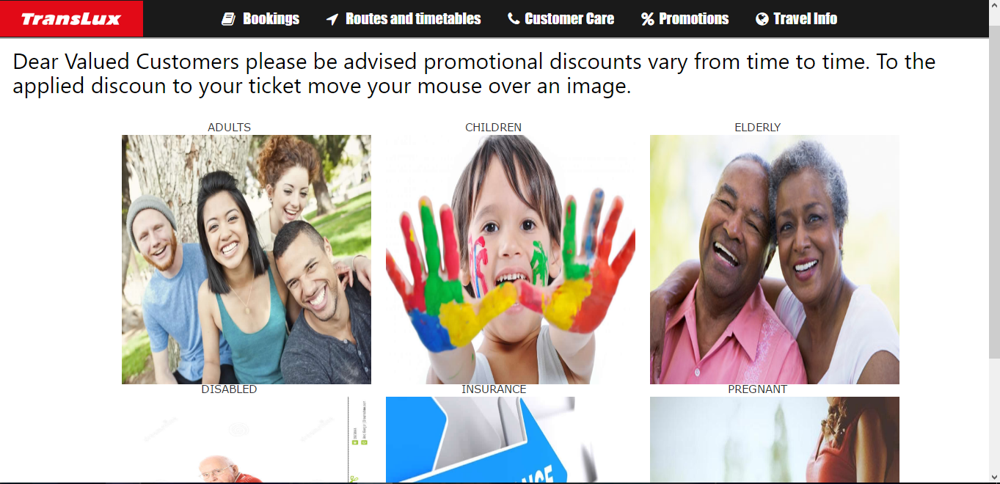 TRANSLUX
Bookings
Routes and timetables
Customer Care
Promotions
Travel Info
Dear Valued Customers please be advised promotional discounts vary from time to time. To the
applied discoun to your ticket move your mouse over an image.
ADULTS
CHILDREN
ELDERLY
DISABLED
INSURANCE
PREGNANT